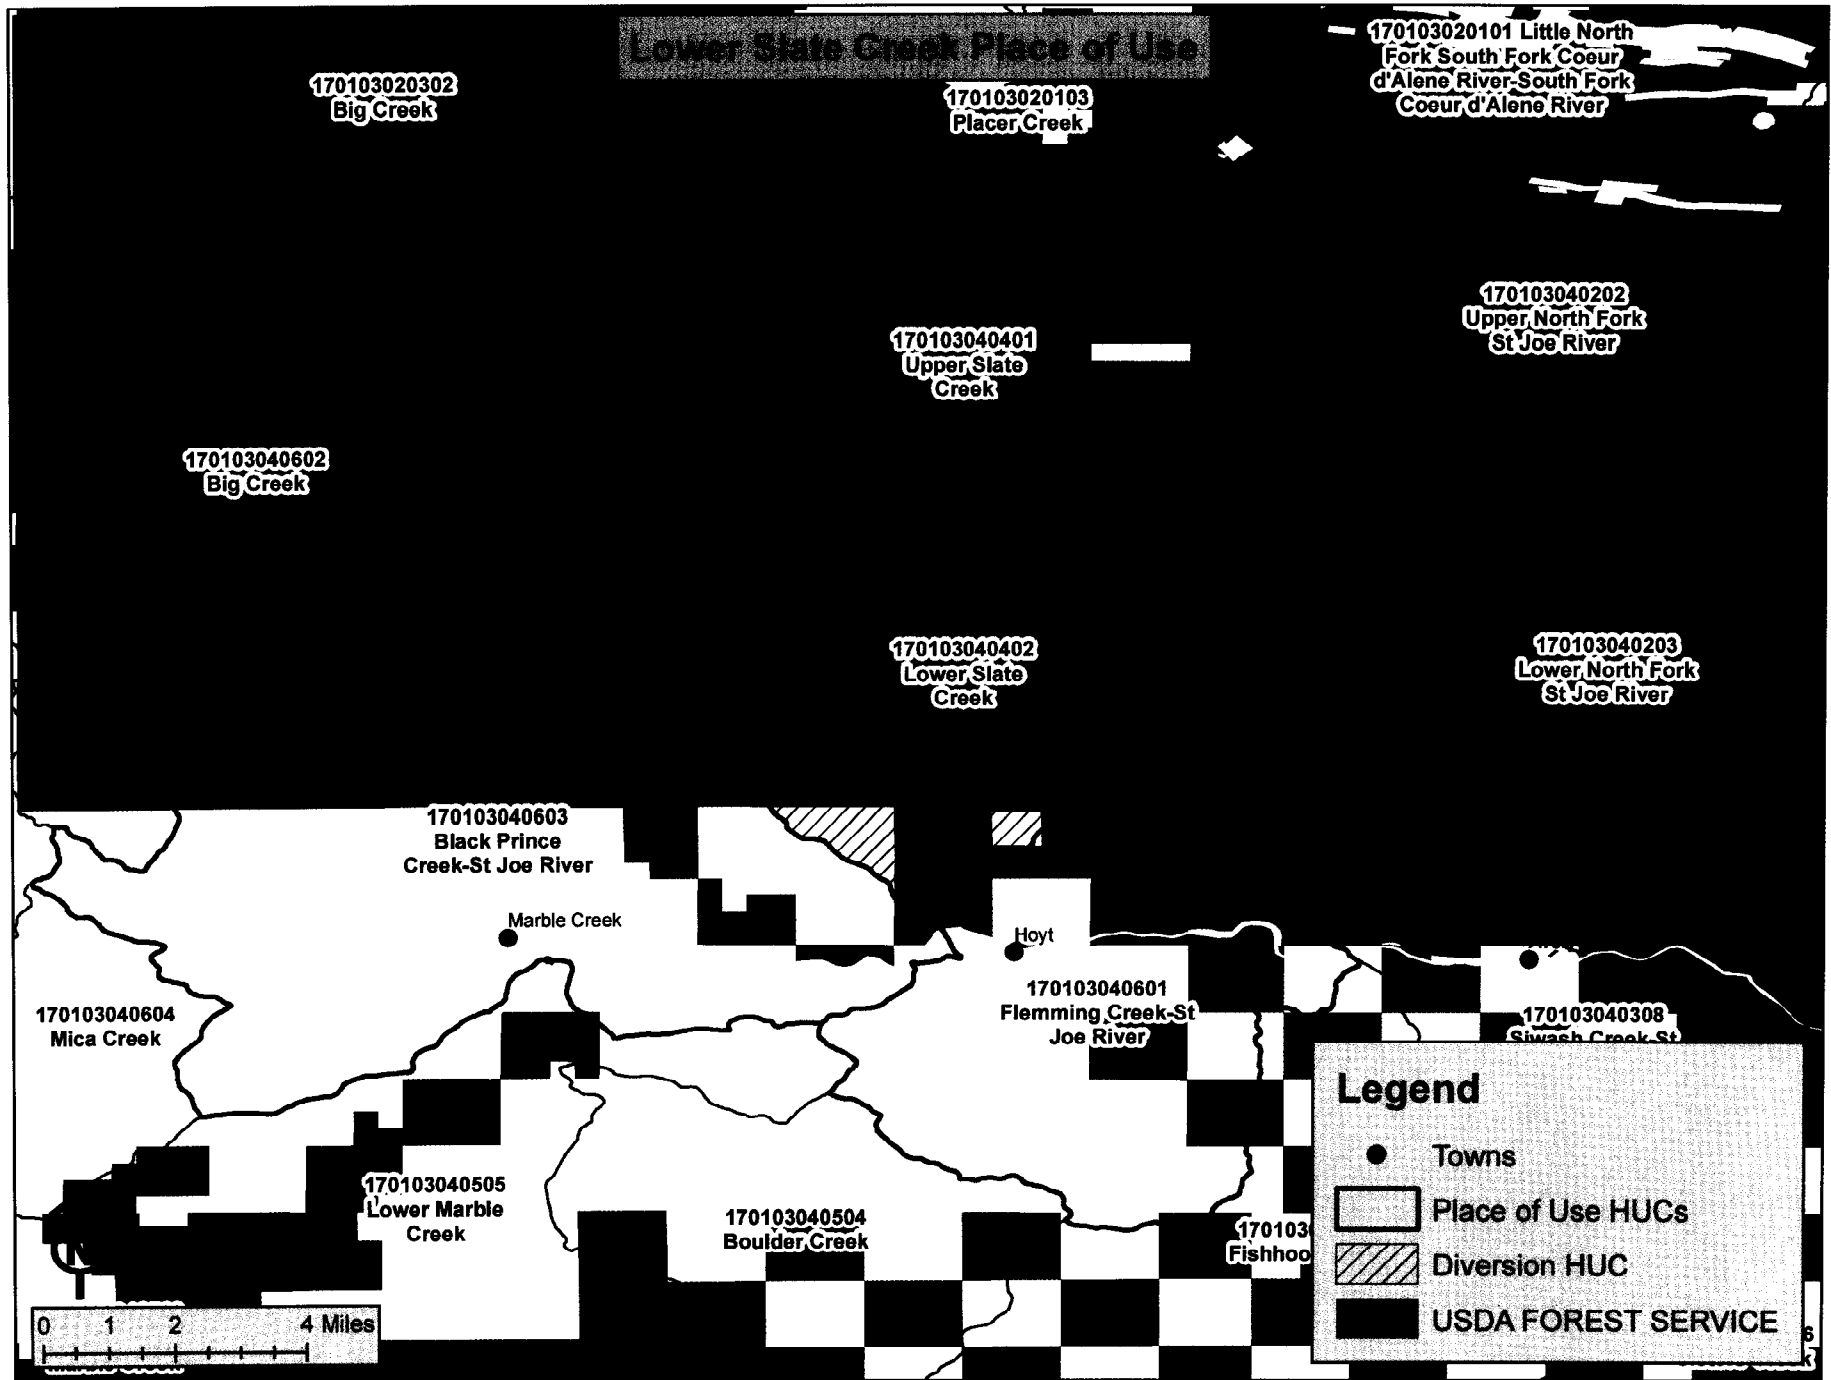 Lower Slate Creek Place of Use
170103020302
Big Creek
170103020103
Placer Creek
170103020101 Little North
Fork South Fork Coeur
d'Alene River-South Fork
Coeur d'Alene River
170103040202
Upper North Fork
St Joe River
170103040401
Upper Slate
Creek
170103040602
Big Creek
170103040402
Lower Slate
Creek
170103040203
Lower North Fork
St Joe River
170103040603
Black Prince
Creek-St Joe River
Marble Creek
Hoyt
170103040601
Flemming Creek-St
Joe River
170103040604
Mica Creek
170103040308
Siwash Creek-St
170103040505
Lower Marble
Creek
170103040504
Boulder Creek
Legend
Towns
Place of Use HUCs
Diversion HUC
USDA FOREST SERVICE
0 1 2 4 Miles